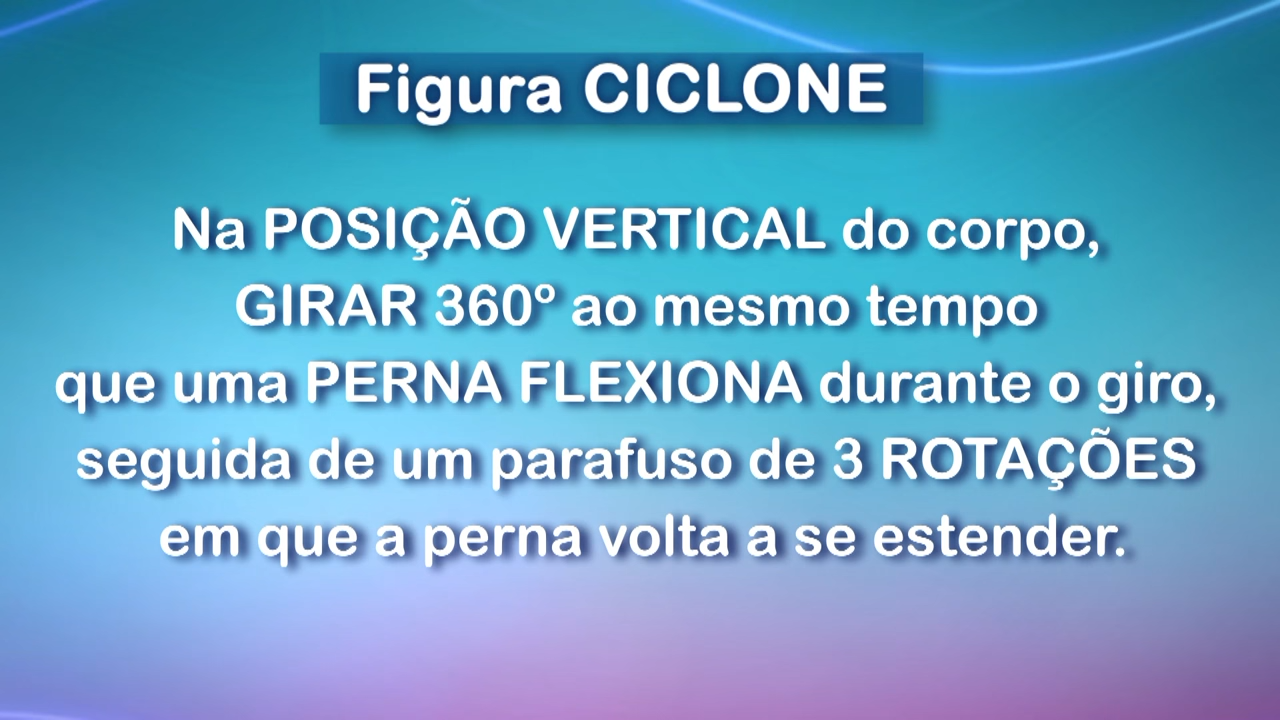 Figura CICLONE
Na POSIÇÃO VERTICAL do corpo,
GIRAR 360º ao mesmo tempo
que uma PERNA FLEXIONA durante o giro,
seguida de um parafuso de 3 ROTAÇÕES
em que a perna volta a se estender.